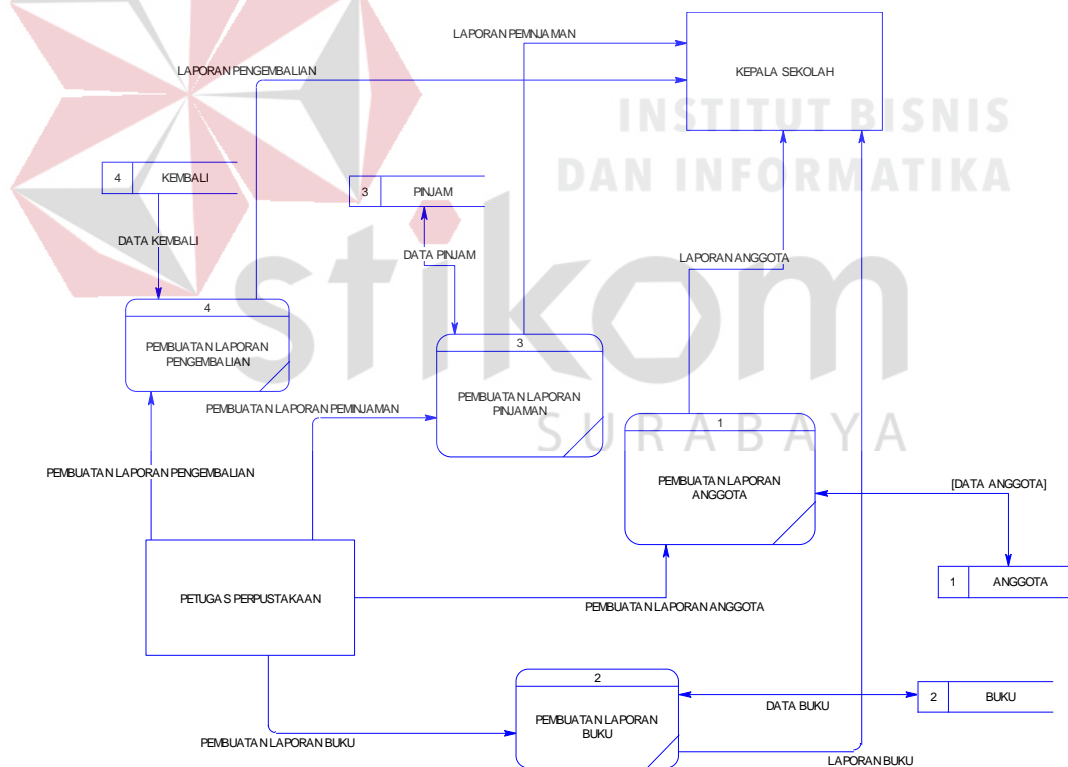 LAPORAN PEMNJAMAN
LAPORAN PENGEMBALIAN
KEPALA SEKOLAH
INSTITUT BISNIS
DAN INFORMATIKA
4 KEMBALI
3 PINJAM
DATA KEMBALI
DATA PINJAM
LAPORAN ANGGOTA
stikom
SURABAYA
4
PEMBUATAN LAPORAN
PENGEMBALIAN
3
PEMBUATAN LAPORAN
PINJAMAN
PEMBUATAN LAPORAN PEMINJAMAN
1
PEMBUATAN LAPORAN
ANGGOTA
PEMBUATAN LAPORAN PENGEMBALIAN
[DATA ANGGOTA]
1 ANGGOTA
PETUGAS PERPUSTAKAAN
PEMBUATAN LAPORAN ANGGOTA
2
PEMBUATAN LAPORAN
BUKU
DATA BUKU
2 BUKU
PEMBUATAN LAPORAN BUKU
LAPORAN BUKU